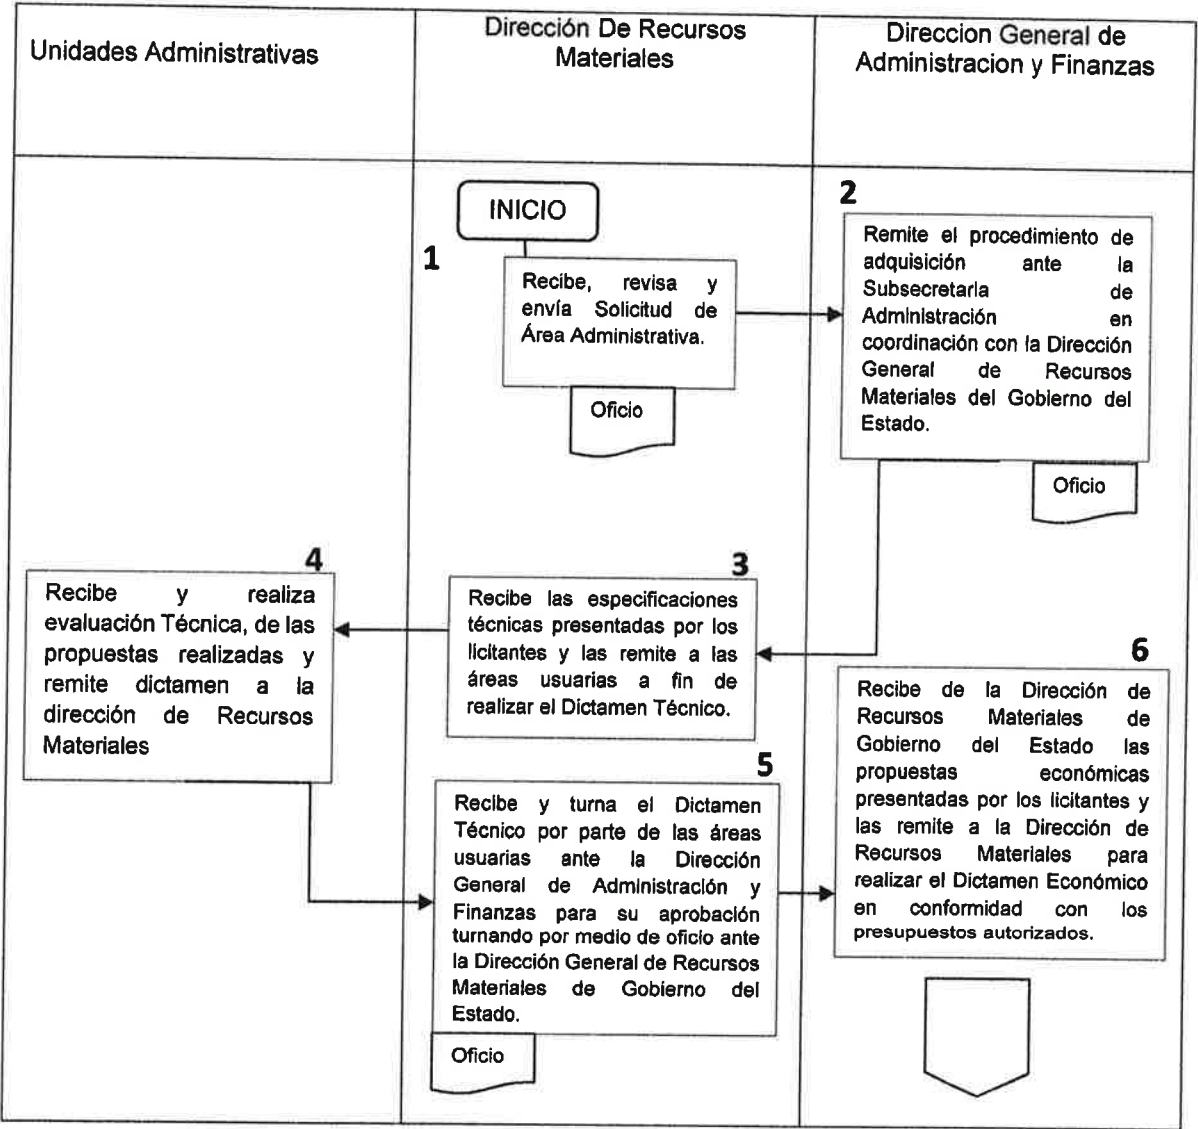 Unidades Administrativas
Dirección De Recursos
Materiales
Direccion General de
Administracion y Finanzas
INICIO
1
Recibe, revisa y
envía Solicitud de
Área Administrativa.
Oficio
2
Remite el procedimiento de
adquisición ante la
Subsecretaria de
Administración en
coordinación con la Dirección
General de Recursos
Materiales del Gobierno del
Estado.
Oficio
3
Recibe las especificaciones
técnicas presentadas por los
licitantes y las remite a las
áreas usuarias a fin de
realizar el Dictamen Técnico.
4
Recibe y realiza
evaluación Técnica, de las
propuestas realizadas y
remite dictamen a la
dirección de Recursos
Materiales
5
Recibe y turna el Dictamen
Técnico por parte de las áreas
usuarias ante la Dirección
General de Administración y
Finanzas para su aprobación
turnando por medio de oficio ante
la Dirección General de Recursos
Materiales de Gobierno del
Estado.
Oficio
6
Recibe de la Dirección de
Recursos Materiales de
Gobierno del Estado las
propuestas económicas
presentadas por los licitantes y
las remite a la Dirección de
Recursos Materiales para
realizar el Dictamen Económico
en conformidad con los
presupuestos autorizados.